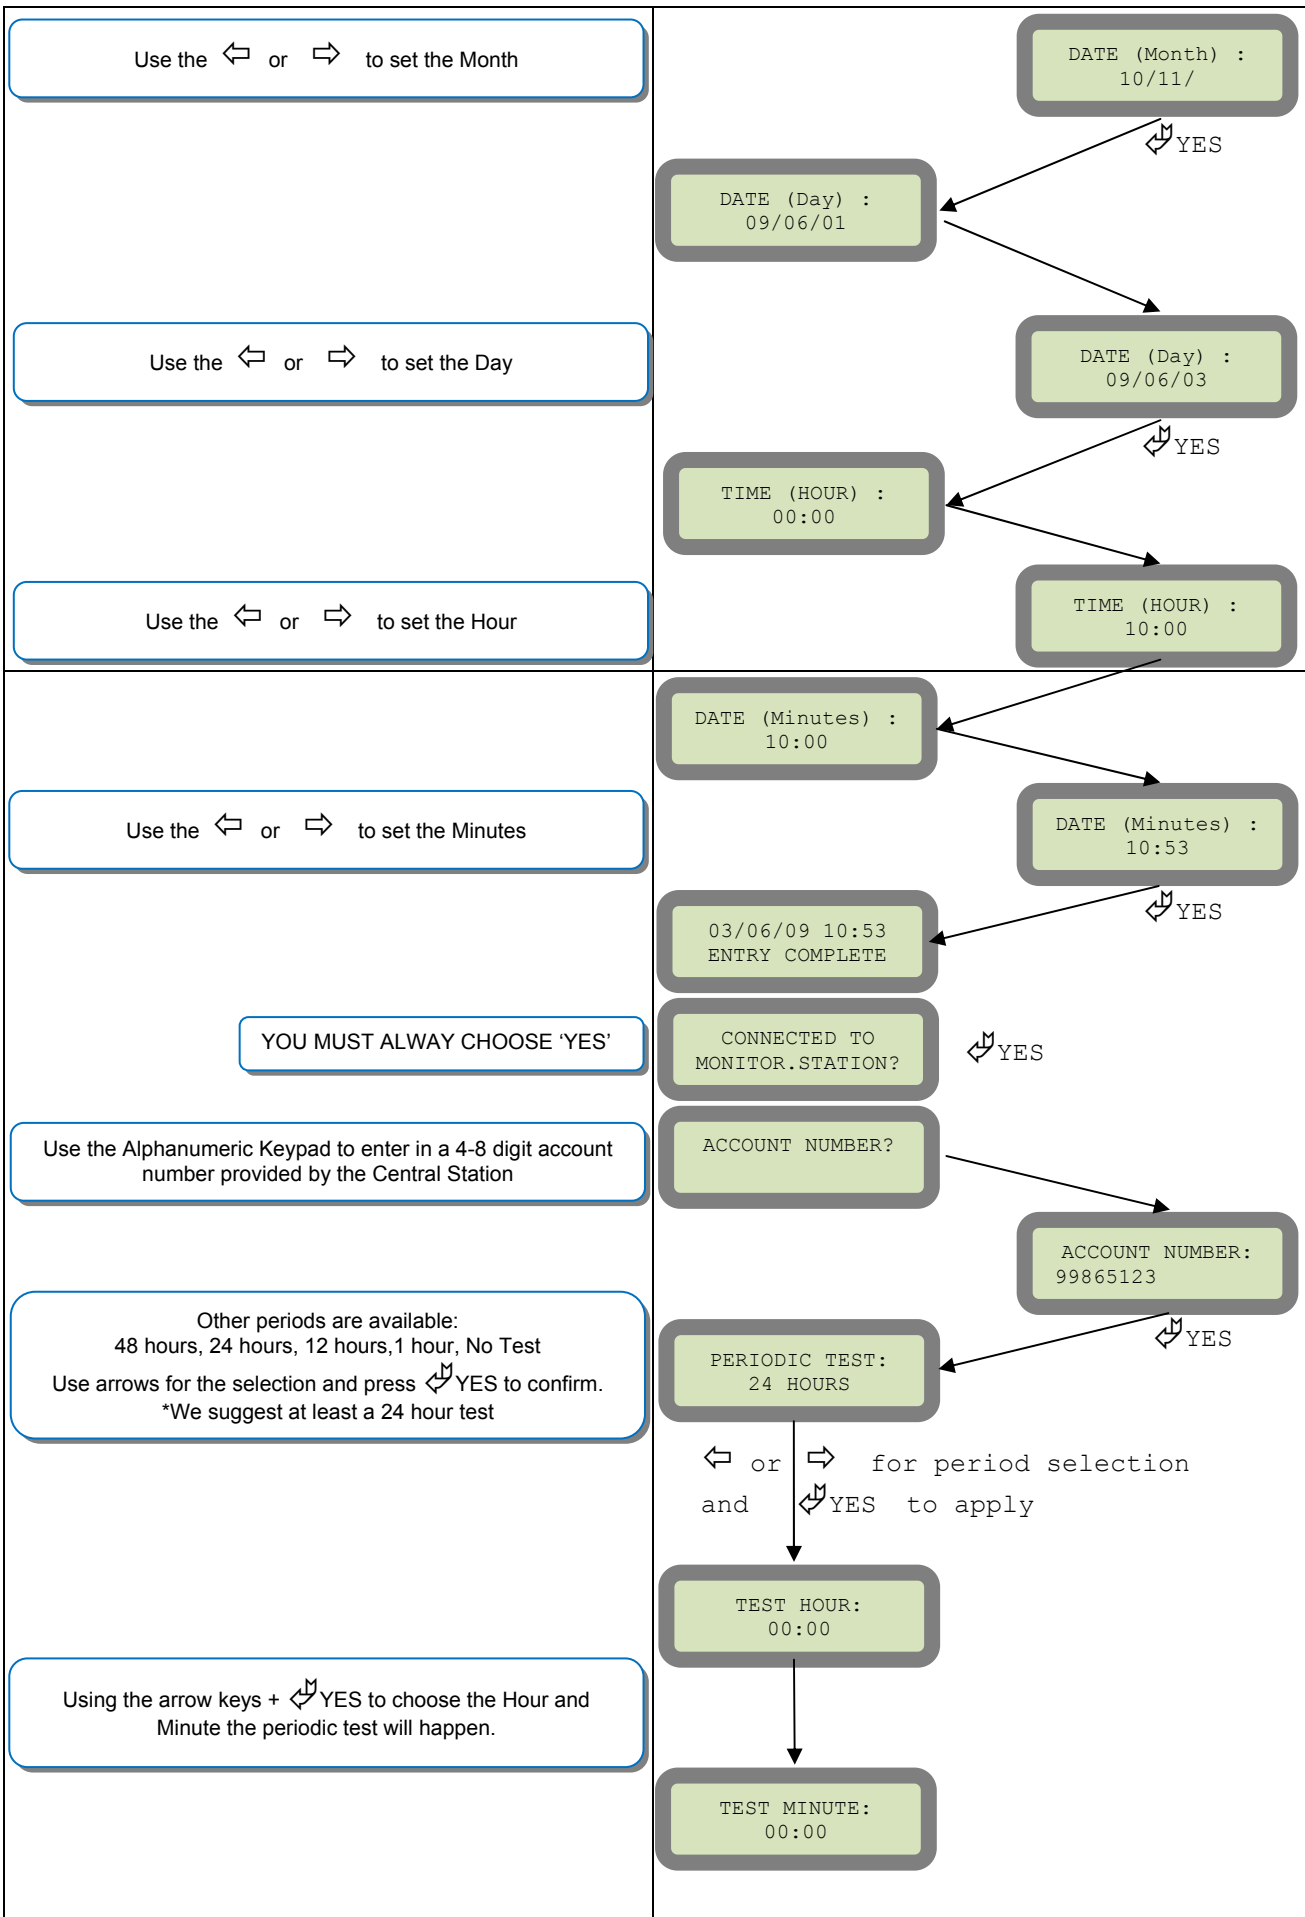 Use the ⇦ or ⇨ to set the Month
DATE (Month) :
10/11/
YES
DATE (Day) :
09/06/01
Use the ⇦ or ⇨ to set the Day
DATE (Day) :
09/06/03
YES
TIME (HOUR) :
00:00
Use the ⇦ or ⇨ to set the Hour
TIME (HOUR) :
10:00
DATE (Minutes) :
10:00
Use the ⇦ or ⇨ to set the Minutes
DATE (Minutes) :
10:53
YES
03/06/09 10:53
ENTRY COMPLETE
YOU MUST ALWAY CHOOSE ‘YES’
CONNECTED TO
MONITOR.STATION?
YES
Use the Alphanumeric Keypad to enter in a 4-8 digit account
number provided by the Central Station
ACCOUNT NUMBER?
ACCOUNT NUMBER:
99865123
YES
Other periods are available:
48 hours, 24 hours, 12 hours,1 hour, No Test
Use arrows for the selection and press YES to confirm.
*We suggest at least a 24 hour test
PERIODIC TEST:
24 HOURS
⇦ or ⇨ for period selection
and YES to apply
TEST HOUR:
00:00
Using the arrow keys + YES to choose the Hour and
Minute the periodic test will happen.
TEST MINUTE:
00:00